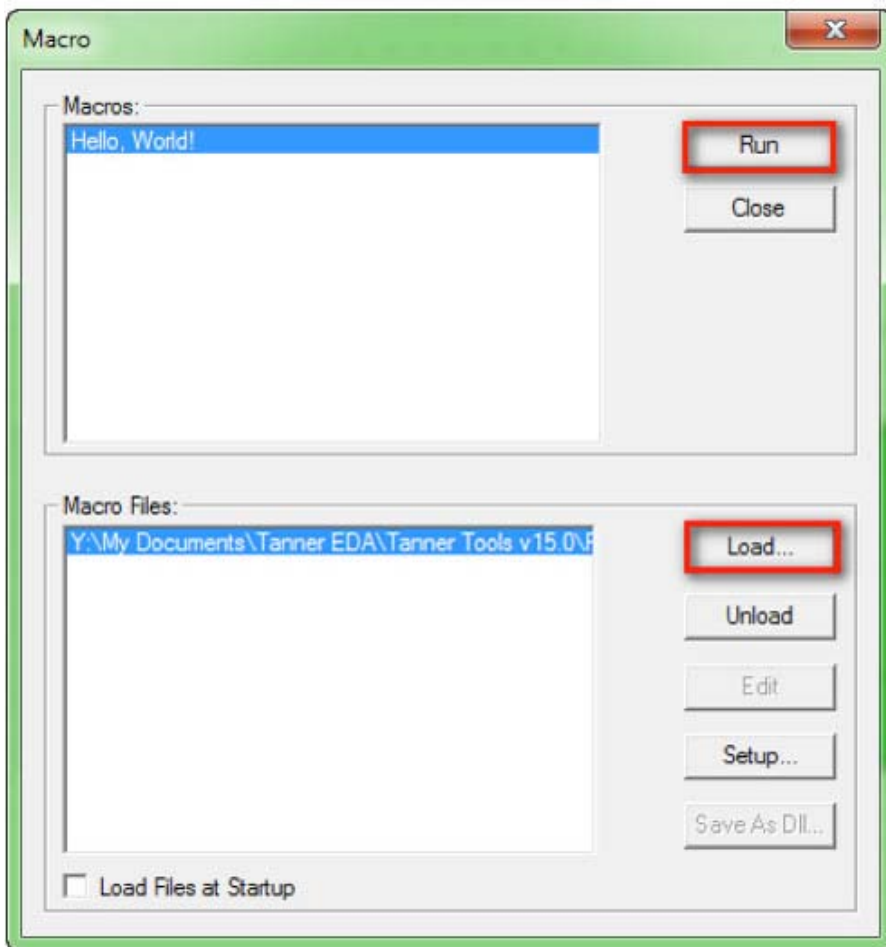 Macro
Macros:
Hello, World!
Run
Close
Macro Files:
Y:\My Documents\Tanner EDA\Tanner Tools v15.0\
Load...
Unload
Edit
Setup...
Save As Dll...
Load Files at Startup